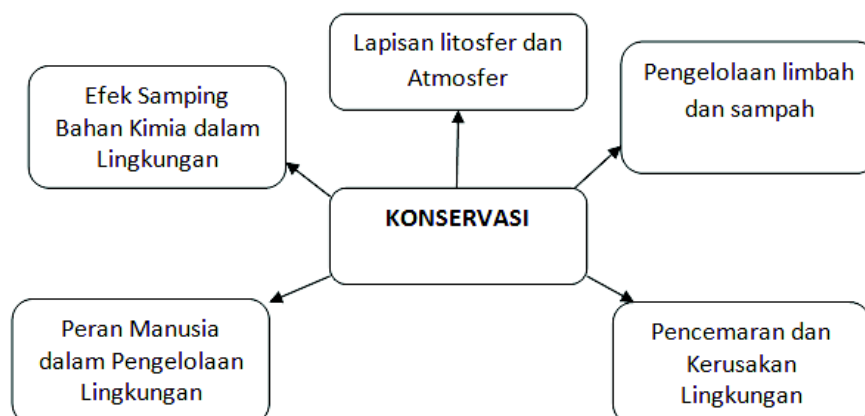 Lapisan litosfer dan
Atmosfer
Efek Samping
Bahan Kimia dalam
Lingkungan
Pengelolaan limbah
dan sampah
KONSERVASI
Peran Manusia
dalam Pengelolaan
Lingkungan
Pencemaran dan
Kerusakan
Lingkungan